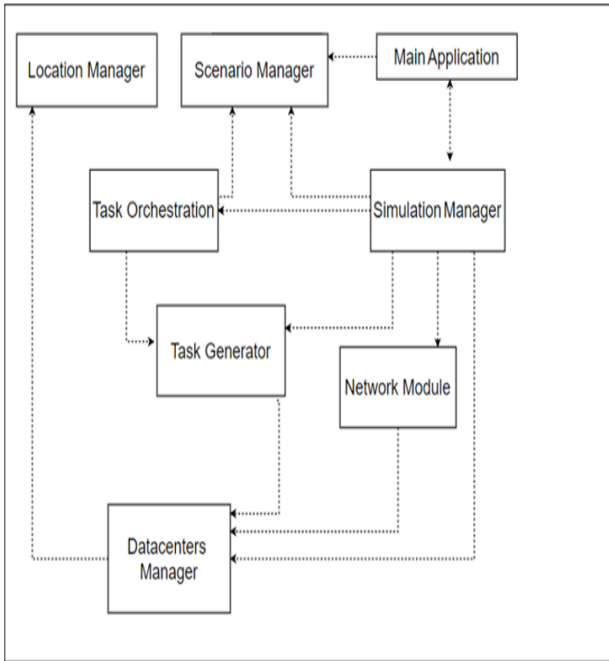 Location Manager
Scenario Manager
Main Application
Task Orchestration
Simulation Manager
Task Generator
Network Module
Datacenters
Manager